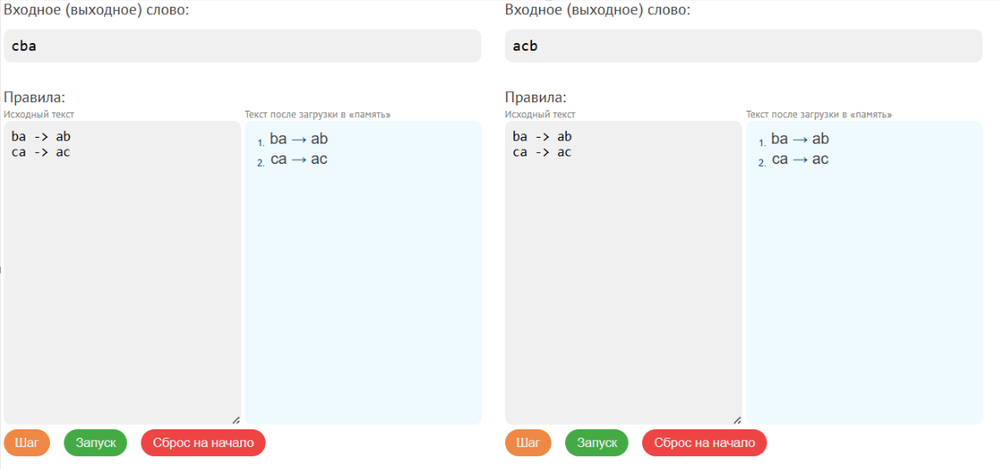 Входное (выходное) слово:
cba
Правила:
Исходный текст
Текст после загрузки в «память»
ba -> ab
ca -> ac
1. ba → ab
2. ca → ac
Шаг
Запуск
Сброс на начало
Входное (выходное) слово:
acb
Правила:
Исходный текст
Текст после загрузки в «память»
ba -> ab
ca -> ac
1. ba → ab
2. ca → ac
Шаг
Запуск
Сброс на начало